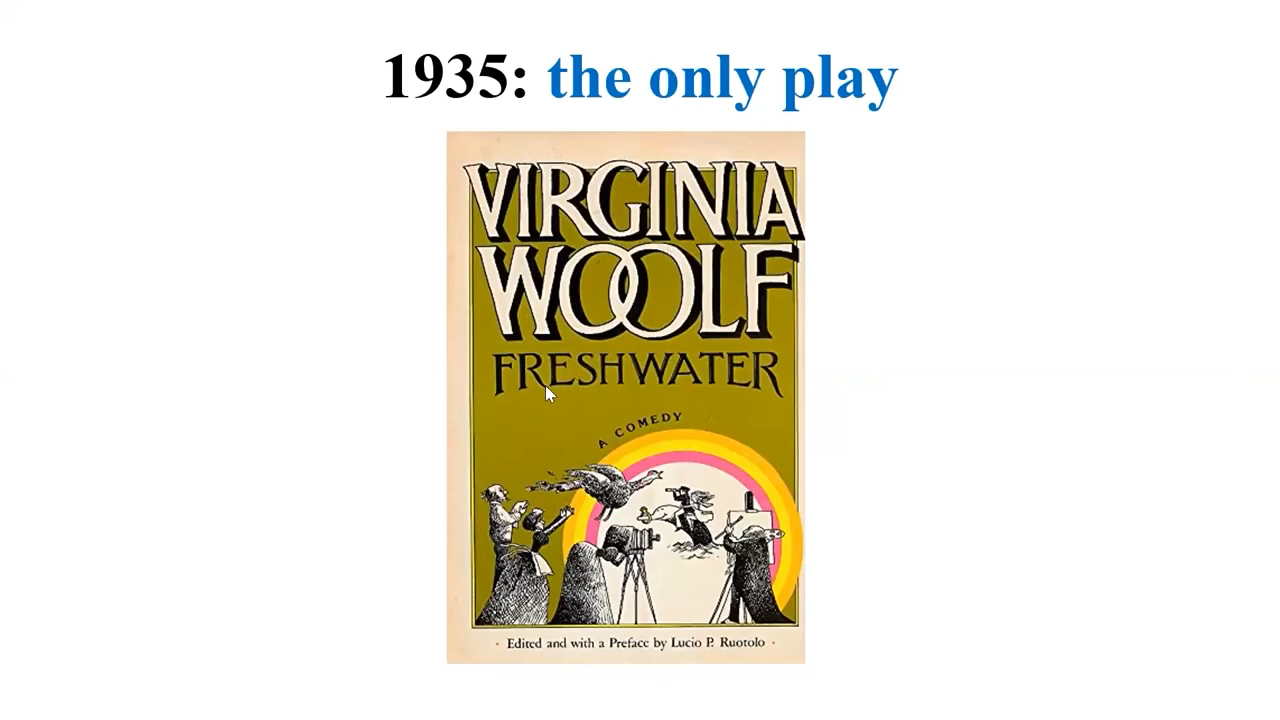 1935: the only play
VIRGINIA
WOOLF
FRESHWATER
A COMEDY
· Edited and with a Preface by Lucio P. Ruotolo ·